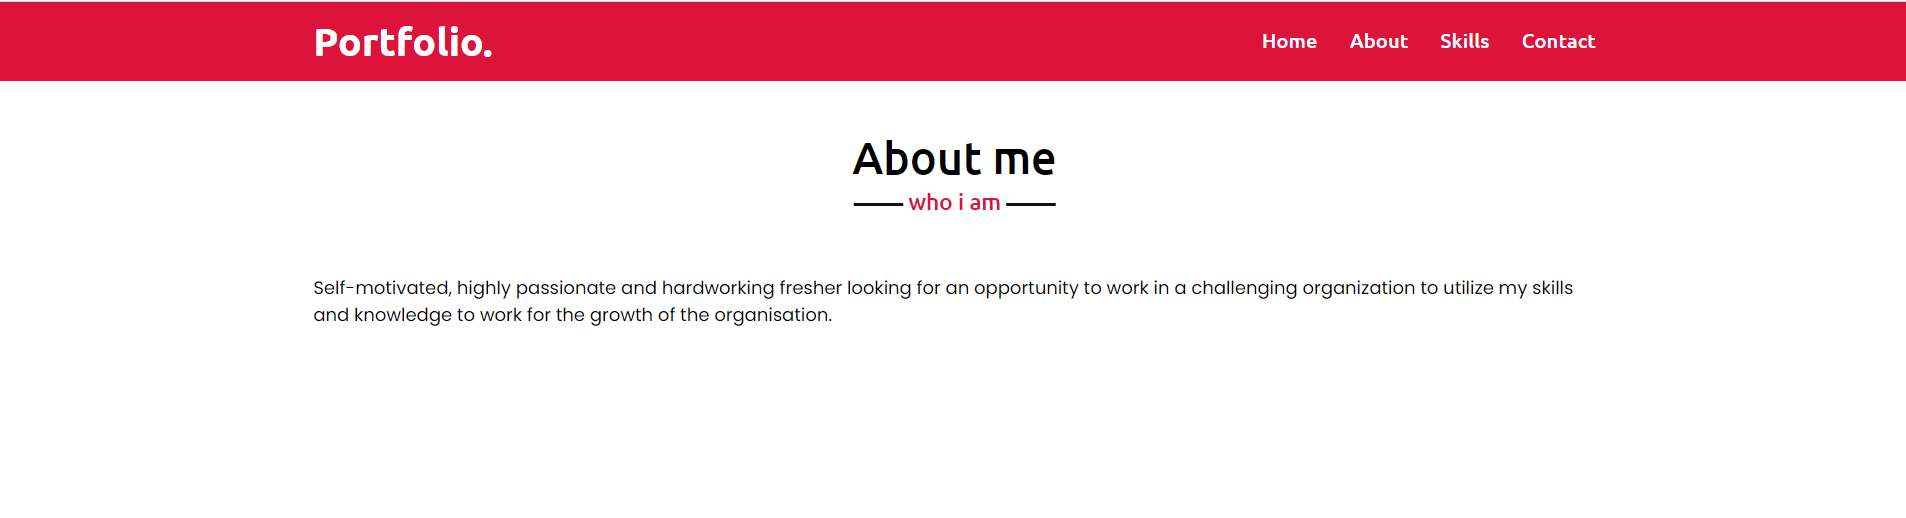 Portfolio.
Home About Skills Contact
About me
who i am
Self-motivated, highly passionate and hardworking fresher looking for an opportunity to work in a challenging organization to utilize my skills
and knowledge to work for the growth of the organisation.